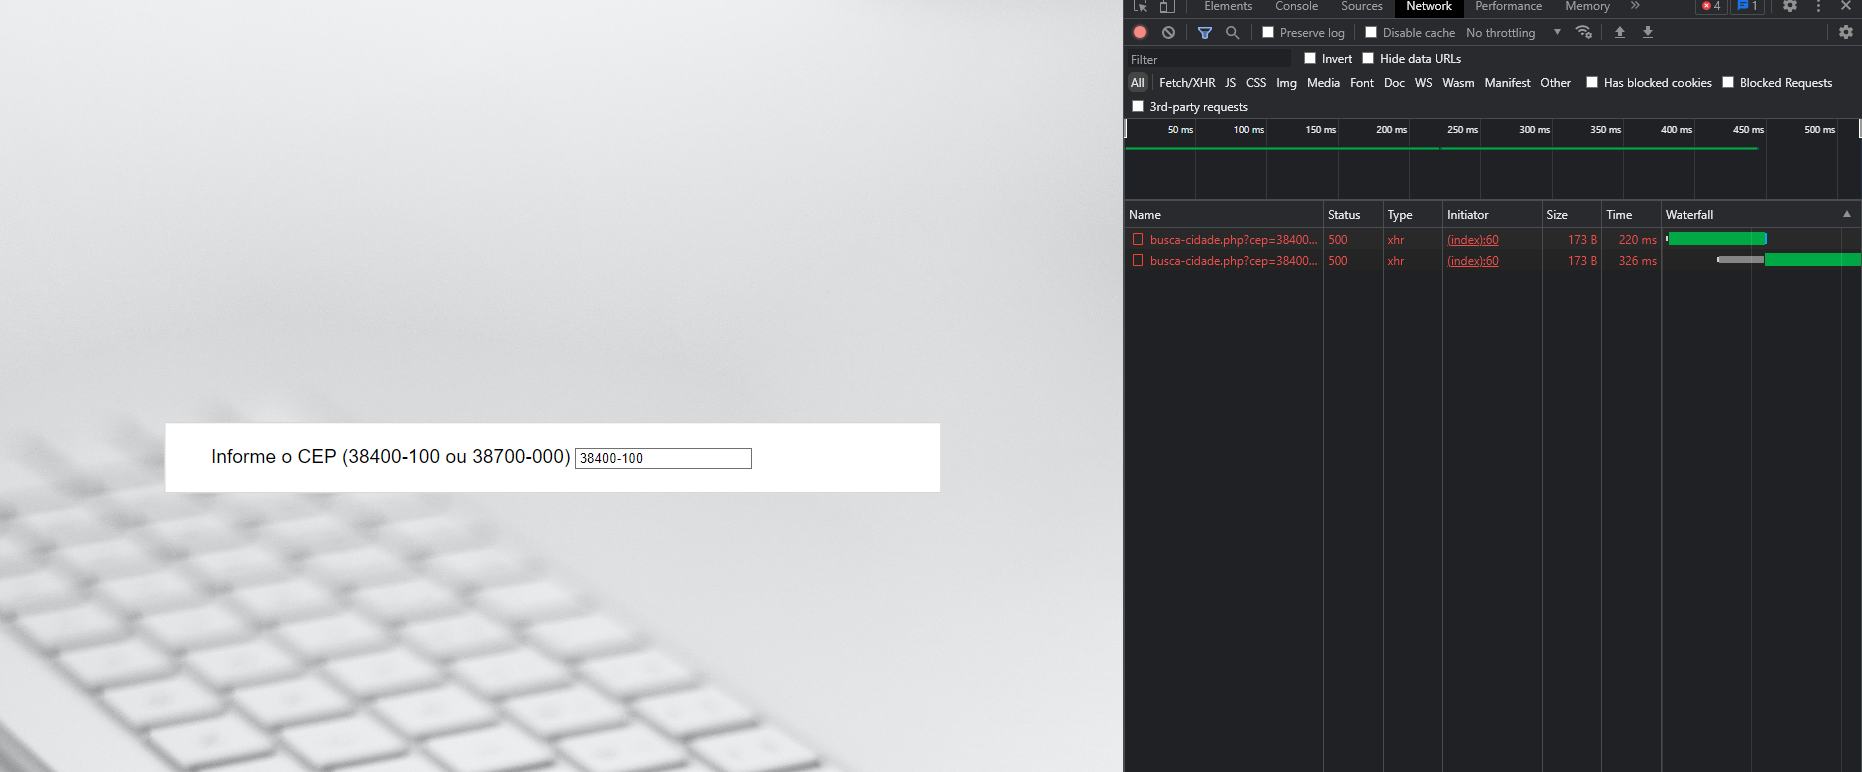 Elements Console Sources Network Performance Memory » 4 1
Preserve log Disable cache No throttling
Filter Invert Hide data URLs
All Fetch/XHR JS CSS Img Media Font Doc WS Wasm Manifest Other Has blocked cookies Blocked Requests
3rd-party requests
50 ms 100 ms 150 ms 200 ms 250 ms 300 ms 350 ms 400 ms 450 ms 500 ms
Name Status Type Initiator Size Time Waterfall
busca-cidade.php?cep=38400... 500 xhr (index):60 173 B 220 ms
busca-cidade.php?cep=38400... 500 xhr (index):60 173 B 326 ms
Informe o CEP (38400-100 ou 38700-000) 38400-100